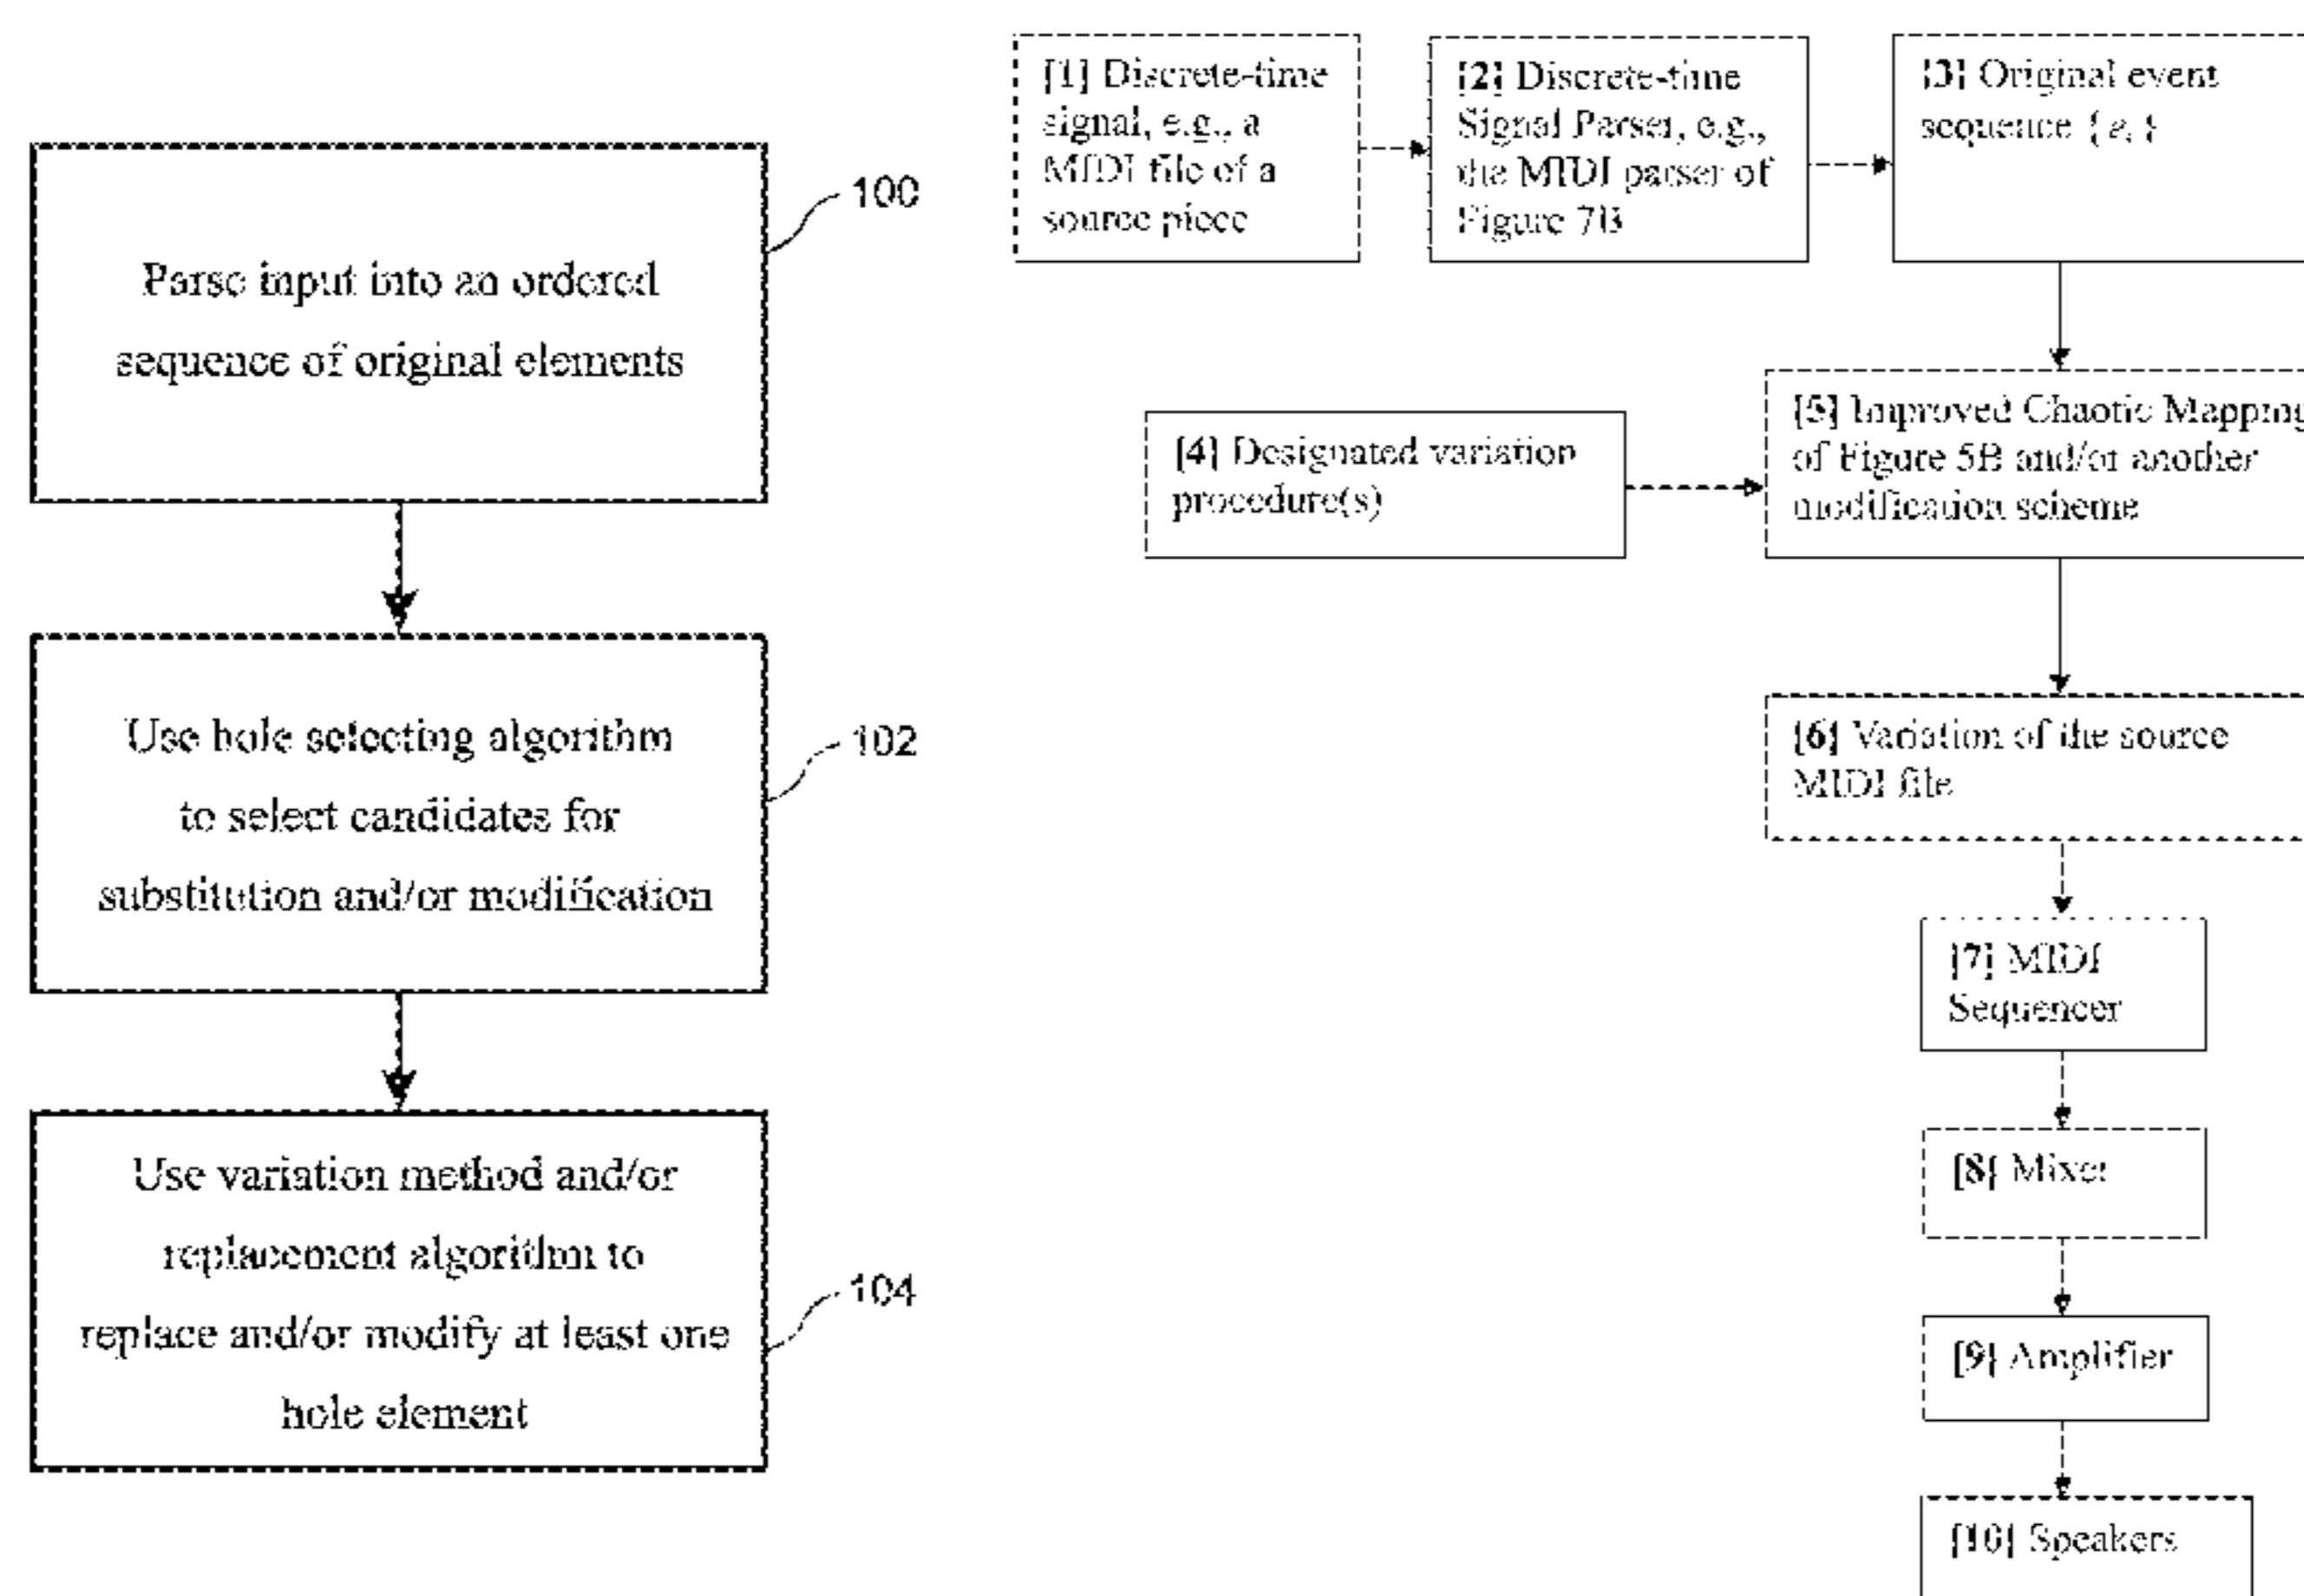 Parse input into an ordered
sequence of original elements
100
Use hole selecting algorithm
to select candidates for
substitution and/or modification
102
Use variation method and/or
replacement algorithm to
replace and/or modify at least one
hole element
104
[1] Discrete-time
signal, e.g., a
MIDI file of a
source piece
[2] Discrete-time
Signal Parser, e.g.,
the MIDI parser of
Figure 7B
[3] Original event
sequence {eᵢ}
[4] Designated variation
procedure(s)
[5] Improved Chaotic Mapping
of Figure 5B and/or another
modification scheme
[6] Variation of the source
MIDI file
[7] MIDI
Sequencer
[8] Mixer
[9] Amplifier
[10] Speakers